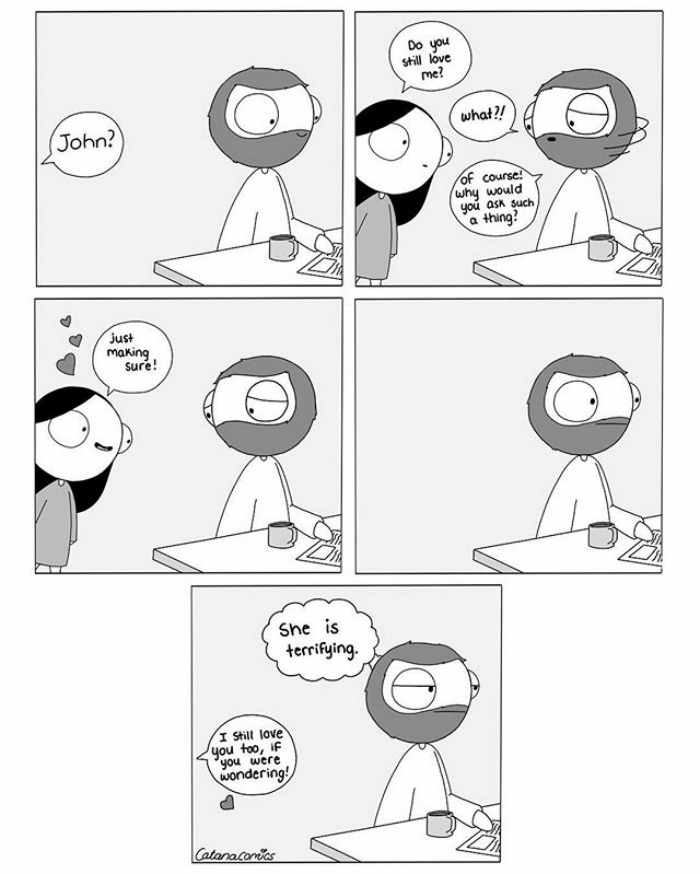 John?
Do you
still love
me?
what?!
of course!
why would
you ask such
a thing?
just
making
sure!
She is
terrifying.
I still love
you too, if
you were
wondering!
Catanacomics